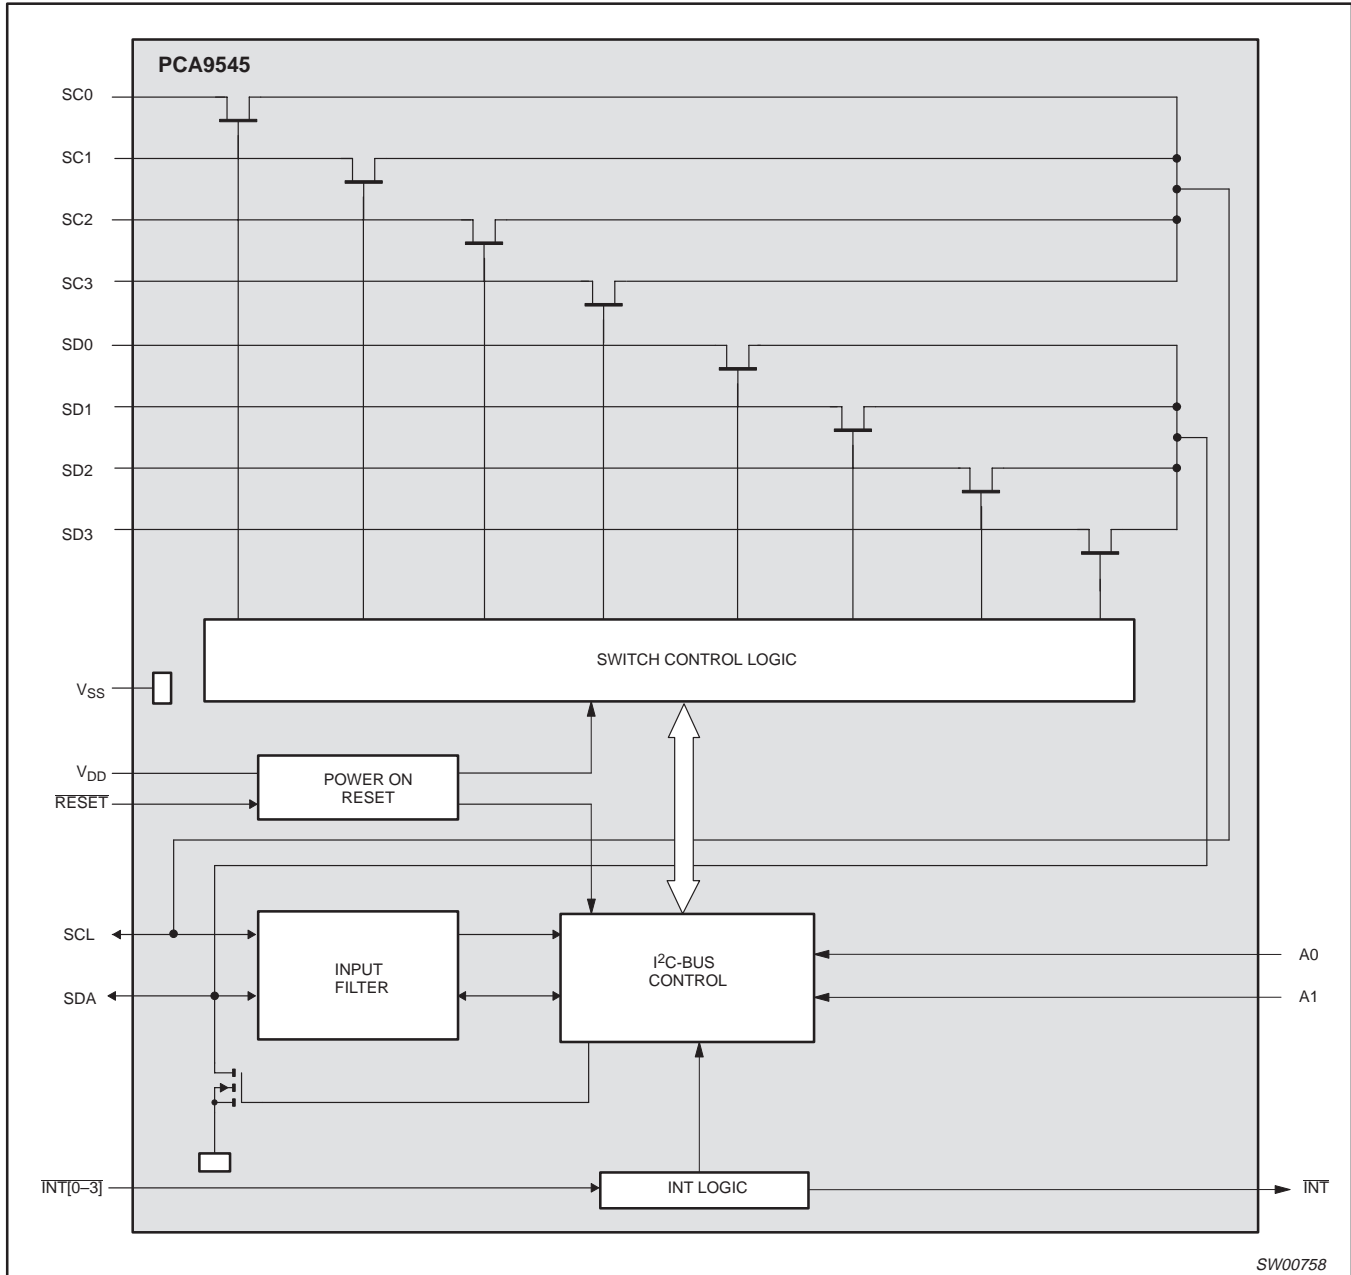 PCA9545
SC0
SC1
SC2
SC3
SD0
SD1
SD2
SD3
SWITCH CONTROL LOGIC
VSS
VDD
POWER ON
RESET
RESET
SCL
INPUT
FILTER
I²C-BUS
CONTROL
A0
SDA
A1
INT[0–3]
INT LOGIC
INT
SW00758